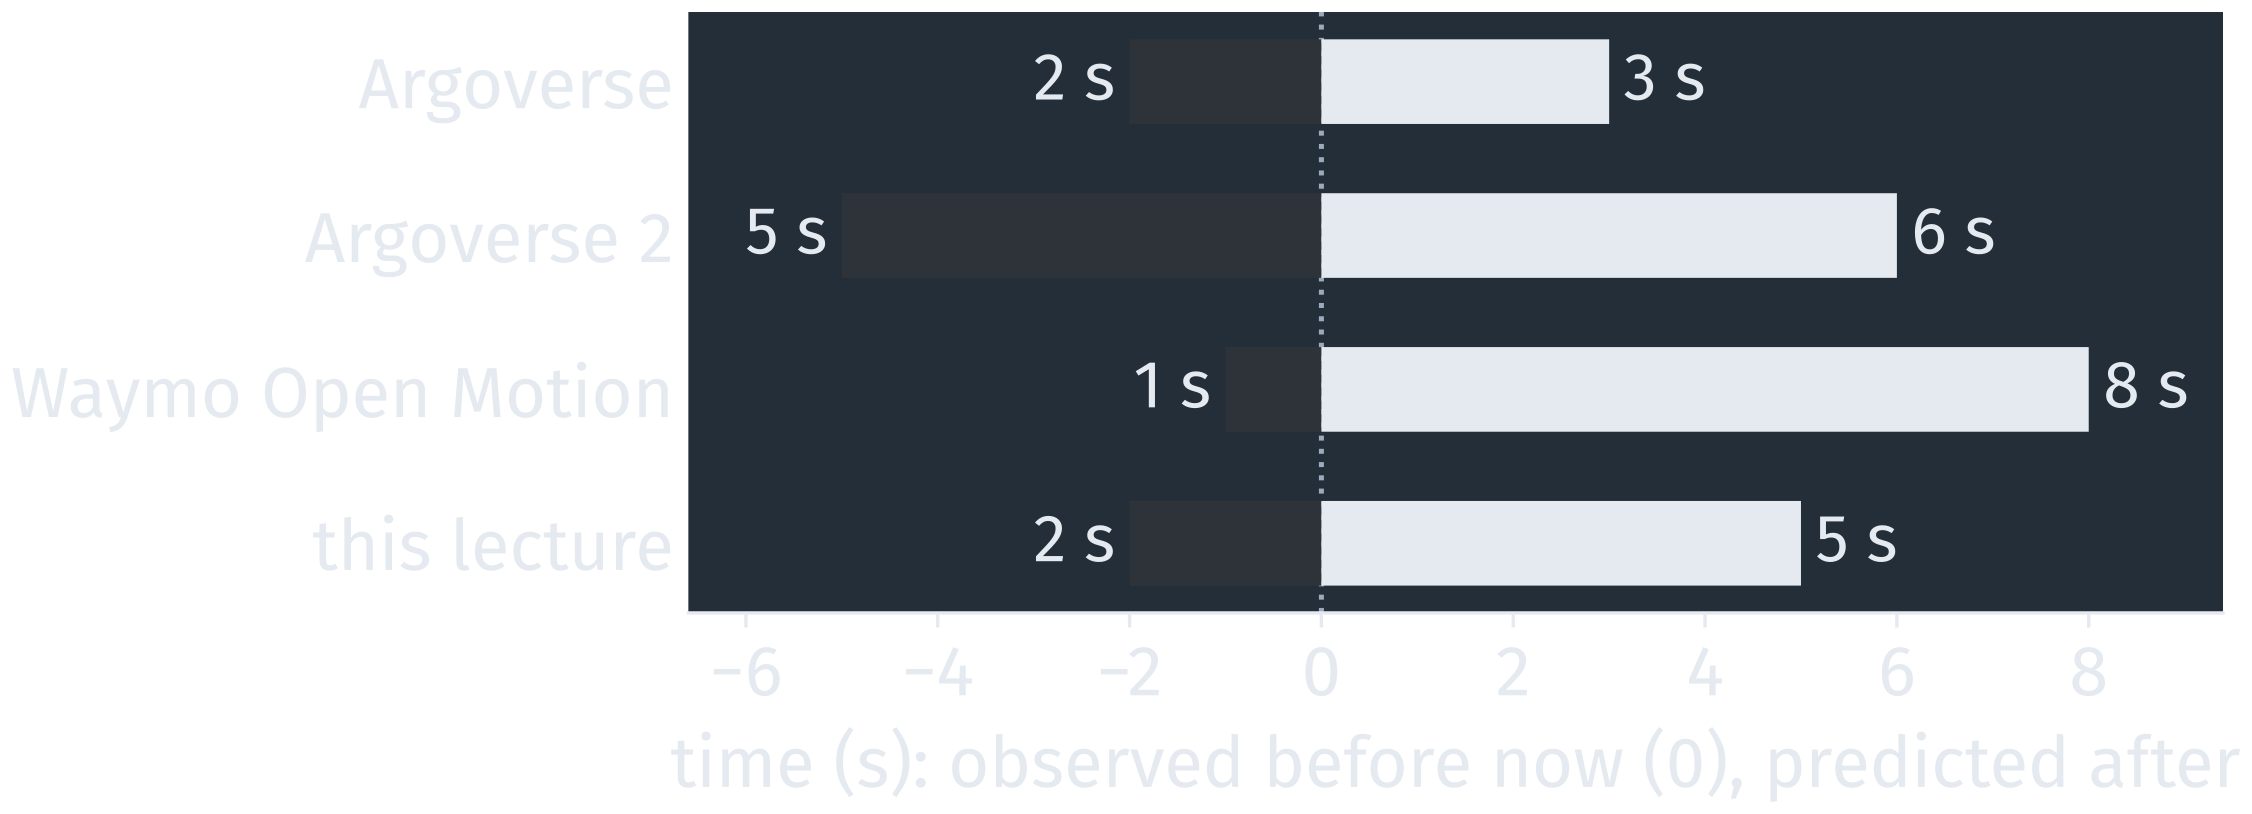 Argoverse 2 s 3 s
Argoverse 2 5 s 6 s
Waymo Open Motion 1 s 8 s
this lecture 2 s 5 s
−6 −4 −2 0 2 4 6 8
time (s): observed before now (0), predicted after